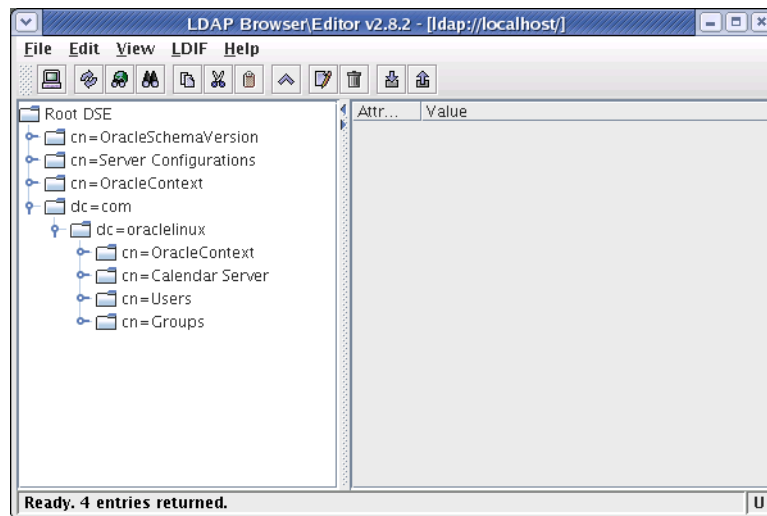 LDAP Browser\Editor v2.8.2 - [ldap://localhost/]
File Edit View LDIF Help
Root DSE
Attr... Value
cn=OracleSchemaVersion
cn=Server Configurations
cn=OracleContext
dc=com
dc=oraclelinux
cn=OracleContext
cn=Calendar Server
cn=Users
cn=Groups
Ready. 4 entries returned.
U